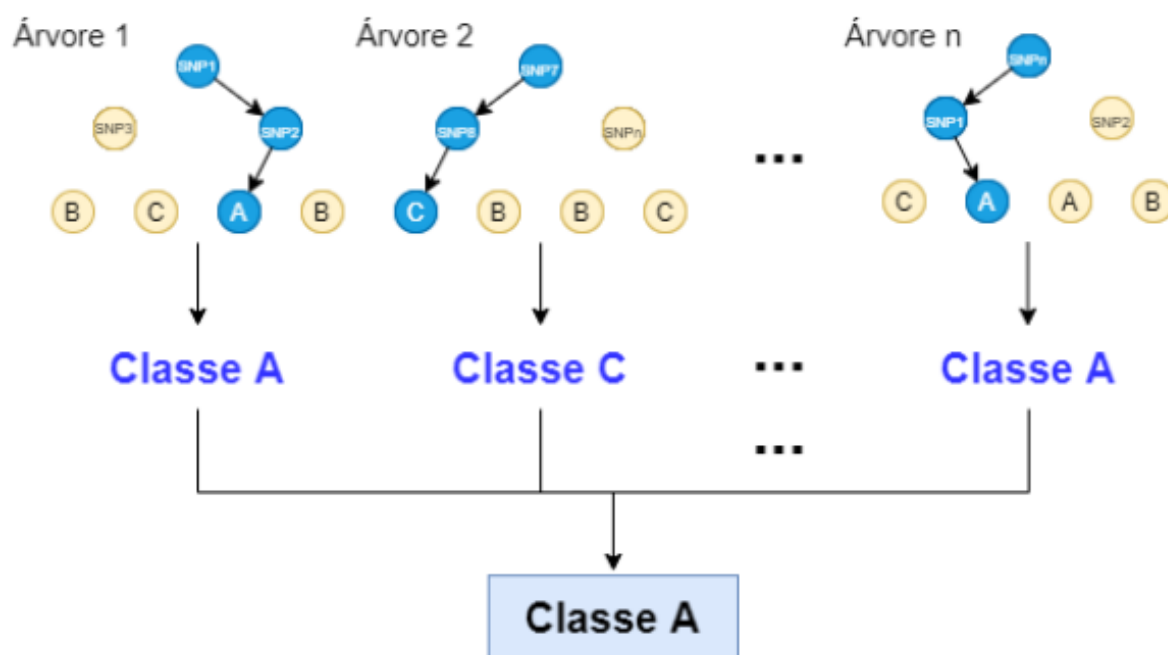 Árvore 1 Árvore 2 Árvore n
SNP1 SNP7 SNPn
SNP3 SNP2 SNP8 SNPn ... SNP1 SNP2
B C A B C B B C C A A B
Classe A Classe C ... Classe A
...
Classe A